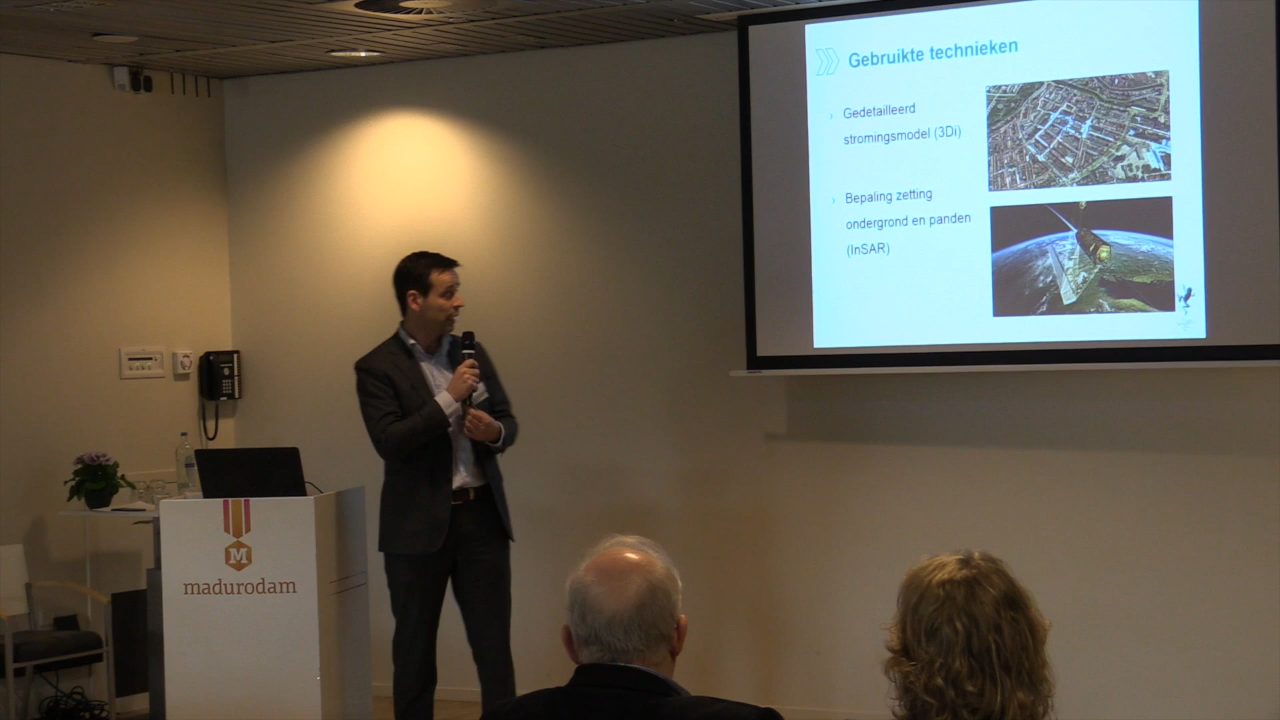 Gebruikte technieken
› Gedetailleerd
stromingsmodel (3Di)
› Bepaling zetting
ondergrond en panden
(InSAR)
M
madurodam